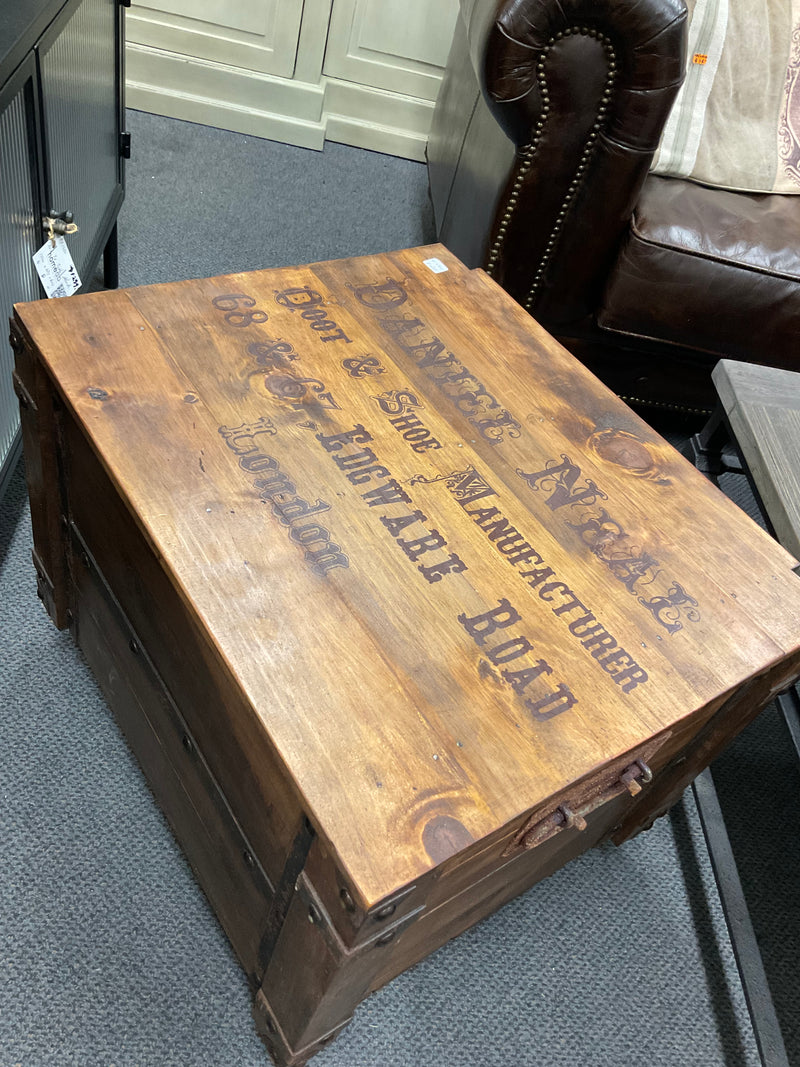 DANIEL NEAL
BOOT & SHOE MANUFACTURER
68 & 67, EDGWARE ROAD
London